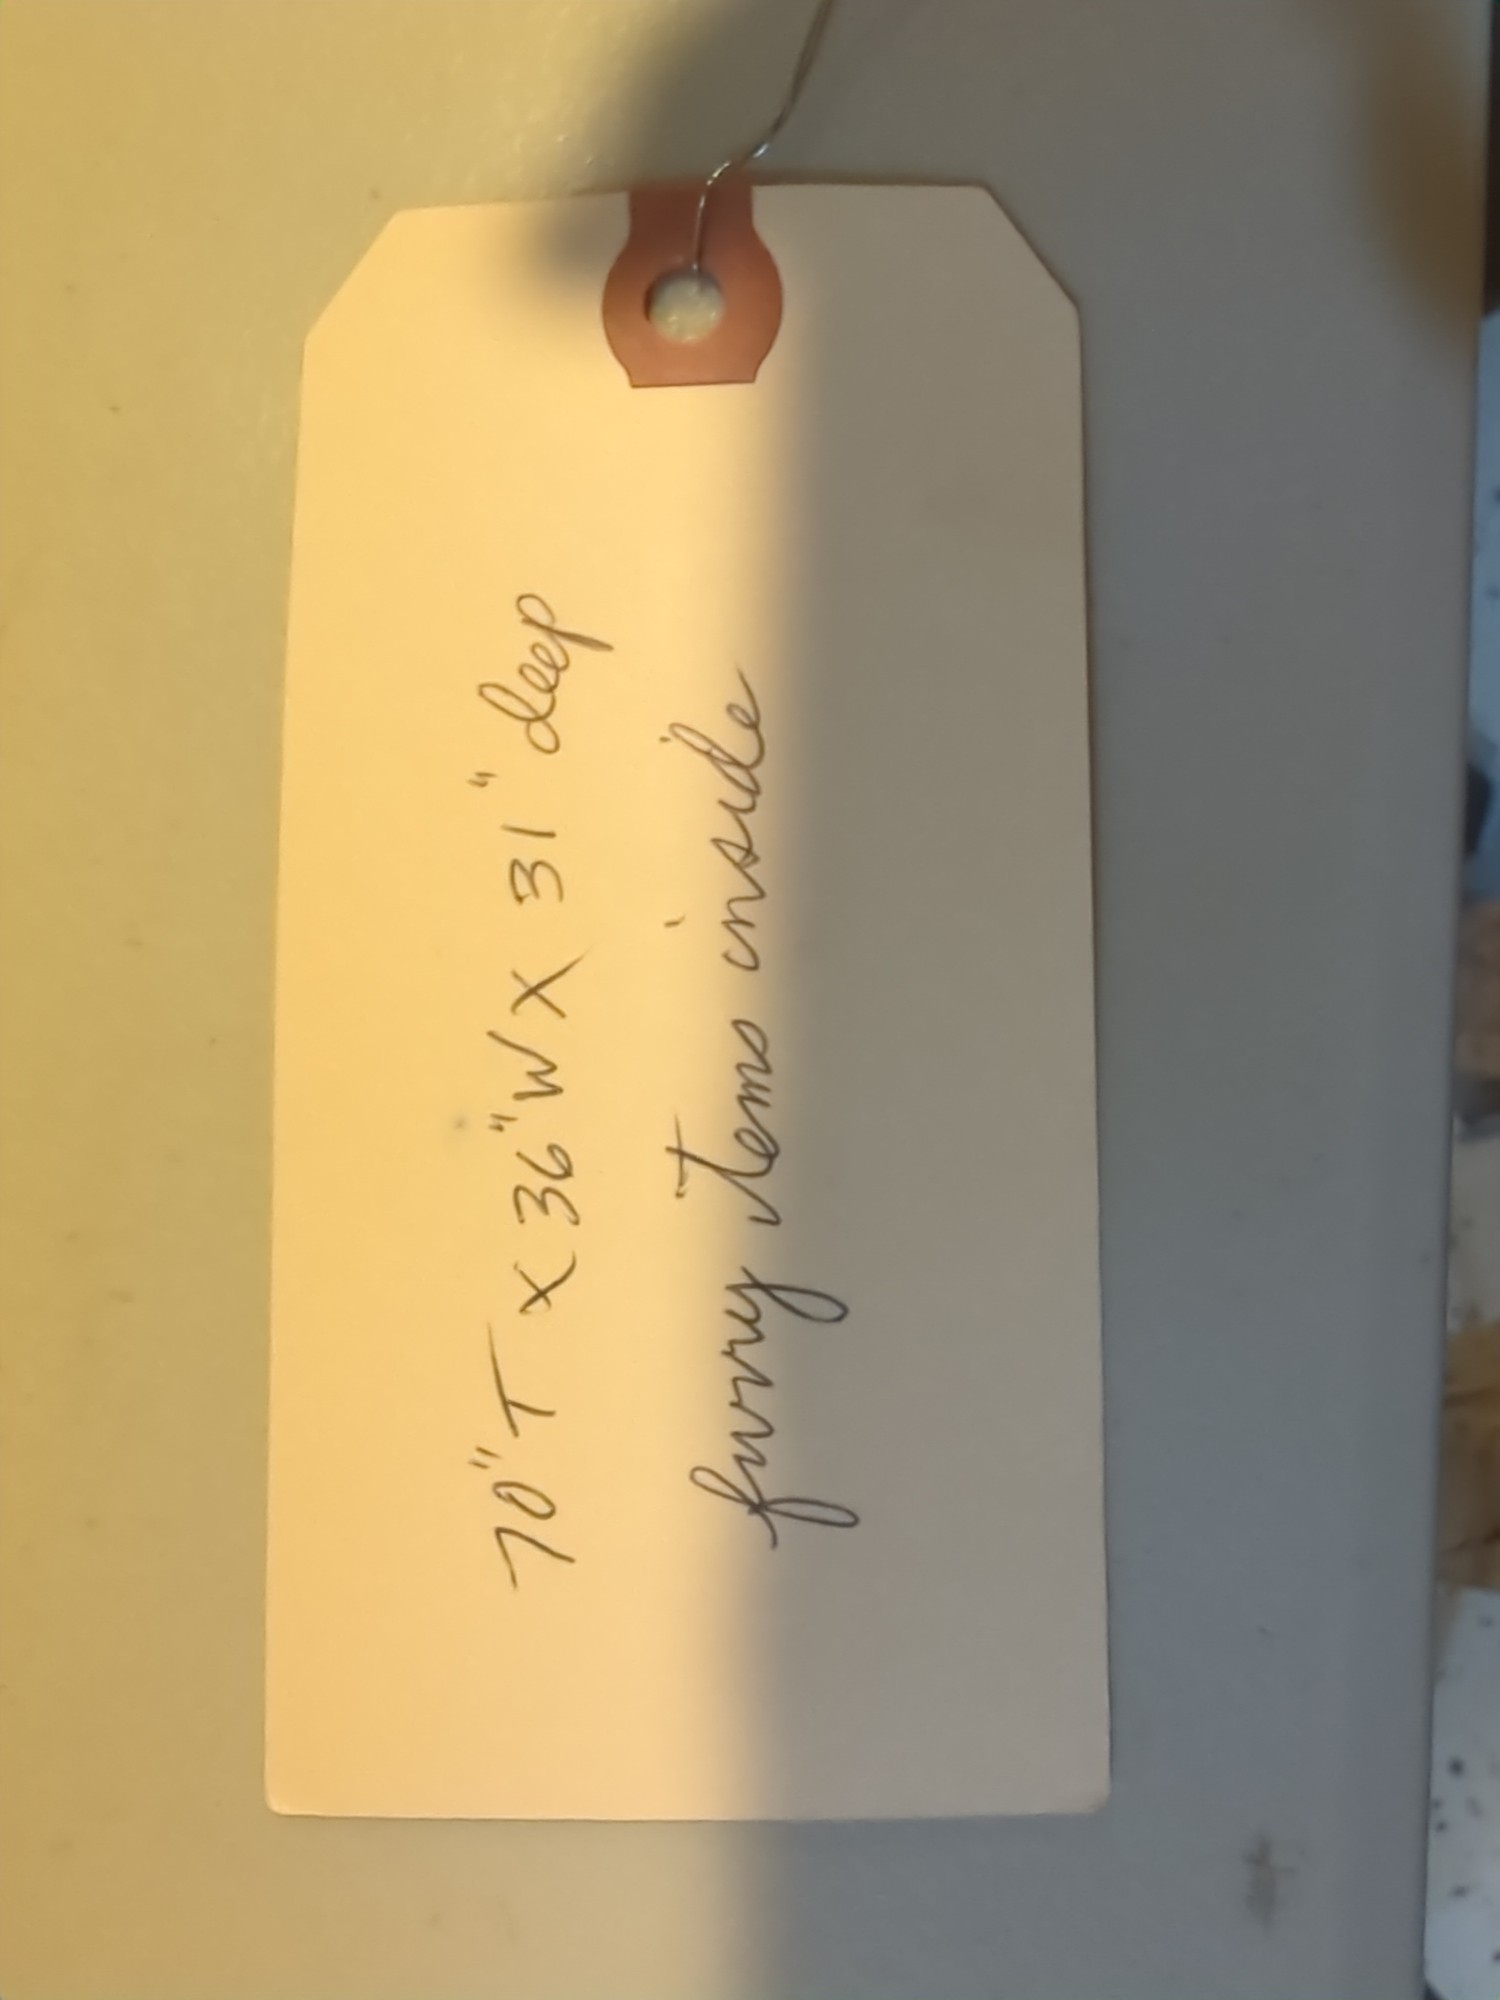 70" T X 36" W X 31" deep
furry items inside